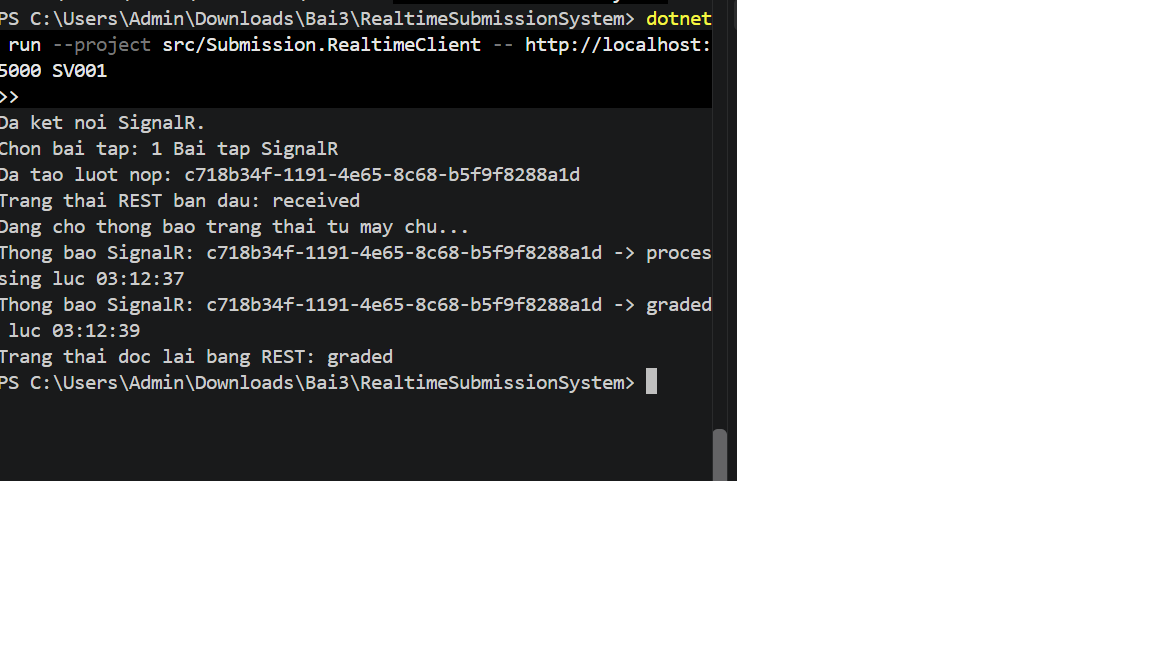 PS C:\Users\Admin\Downloads\Bai3\RealtimeSubmissionSystem> dotnet
run --project src/Submission.RealtimeClient -- http://localhost:
5000 SV001
>>
Da ket noi SignalR.
Chon bai tap: 1 Bai tap SignalR
Da tao luot nop: c718b34f-1191-4e65-8c68-b5f9f8288a1d
Trang thai REST ban dau: received
Dang cho thong bao trang thai tu may chu...
Thong bao SignalR: c718b34f-1191-4e65-8c68-b5f9f8288a1d -> proces
sing luc 03:12:37
Thong bao SignalR: c718b34f-1191-4e65-8c68-b5f9f8288a1d -> graded
luc 03:12:39
Trang thai doc lai bang REST: graded
PS C:\Users\Admin\Downloads\Bai3\RealtimeSubmissionSystem>